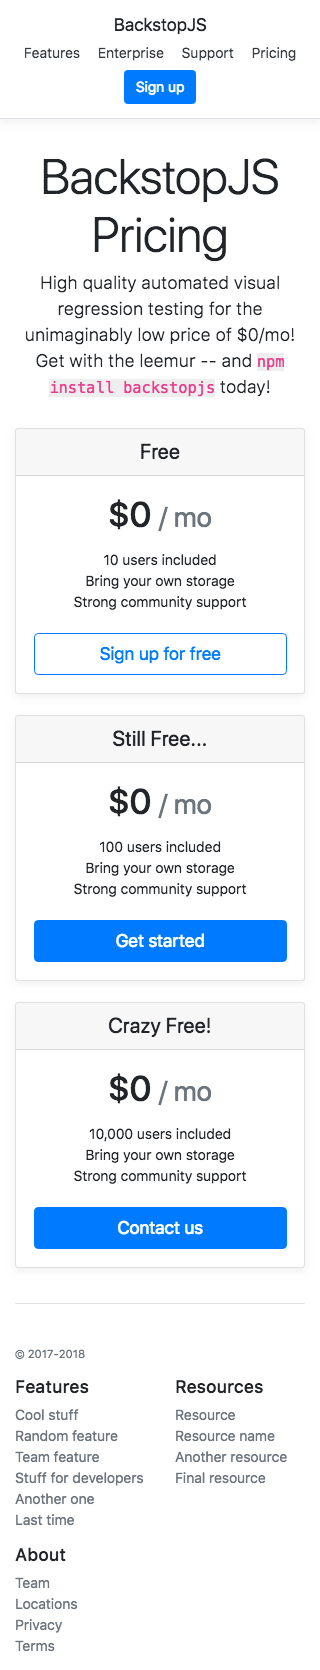 BackstopJS
Features Enterprise Support Pricing
Sign up
BackstopJS
Pricing
High quality automated visual
regression testing for the
unimaginably low price of $0/mo!
Get with the leemur -- and npm
install backstopjs today!
Free
$0 / mo
10 users included
Bring your own storage
Strong community support
Sign up for free
Still Free...
$0 / mo
100 users included
Bring your own storage
Strong community support
Get started
Crazy Free!
$0 / mo
10,000 users included
Bring your own storage
Strong community support
Contact us
© 2017-2018
Features
Cool stuff
Random feature
Team feature
Stuff for developers
Another one
Last time
Resources
Resource
Resource name
Another resource
Final resource
About
Team
Locations
Privacy
Terms